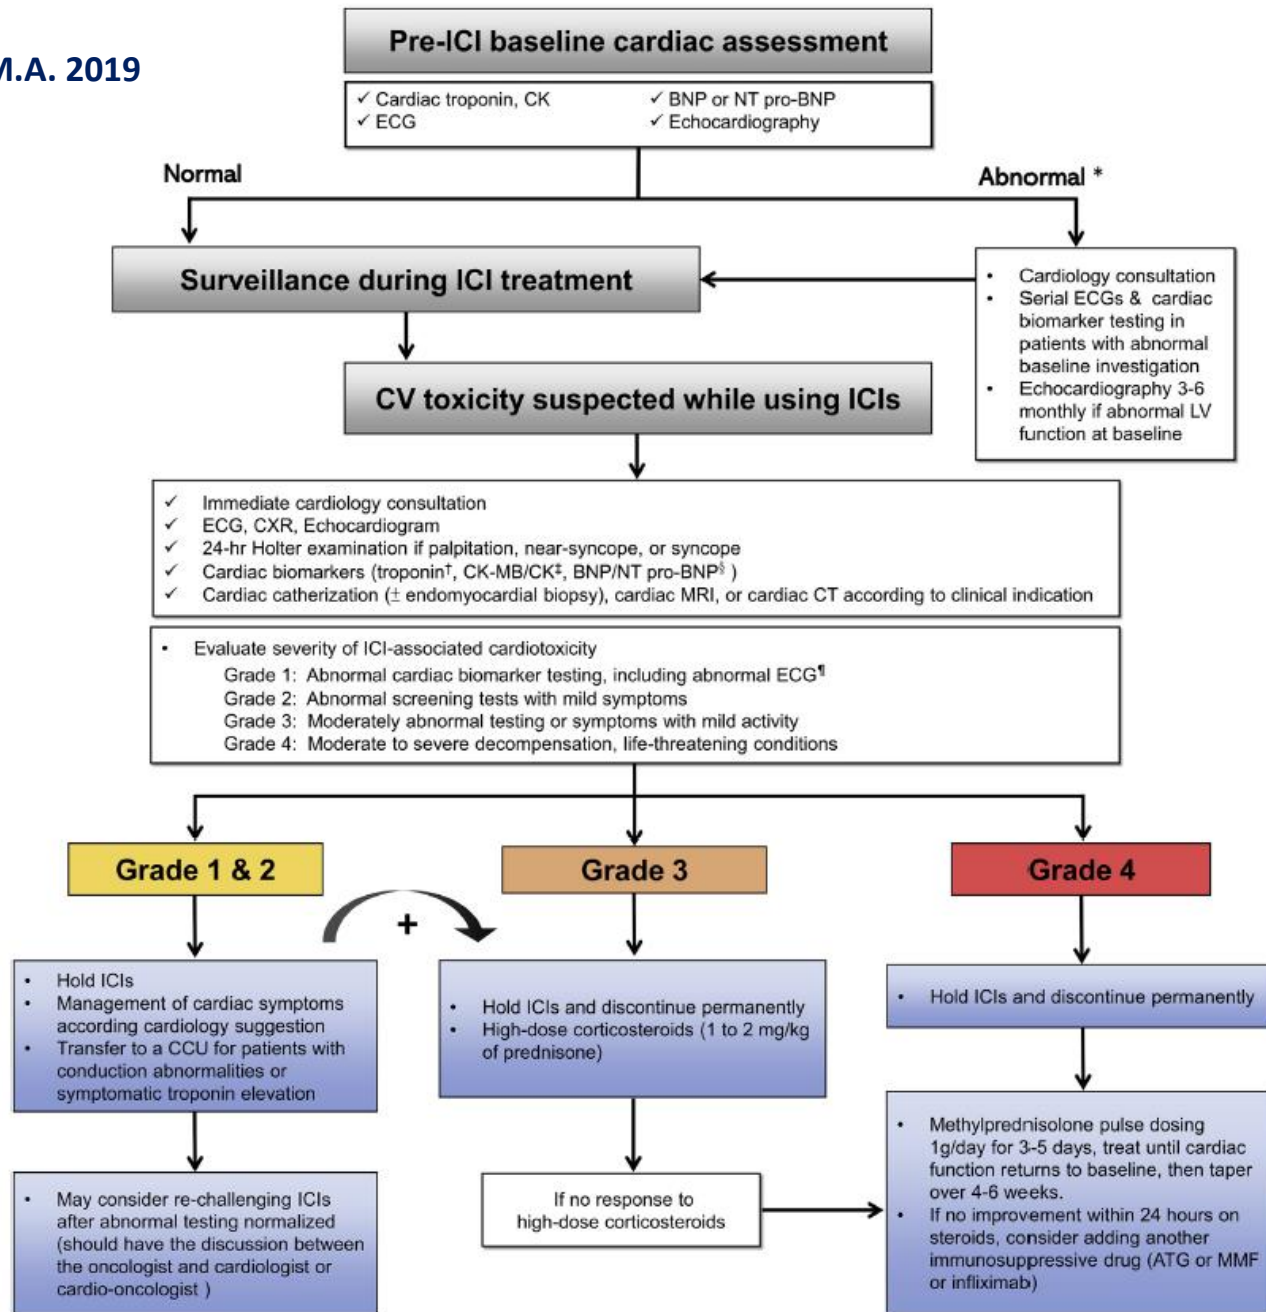 M.A. 2019
Pre-ICI baseline cardiac assessment
✓ Cardiac troponin, CK
✓ ECG
✓ BNP or NT pro-BNP
✓ Echocardiography
Normal
Abnormal *
Surveillance during ICI treatment
• Cardiology consultation
• Serial ECGs & cardiac
biomarker testing in
patients with abnormal
baseline investigation
• Echocardiography 3-6
monthly if abnormal LV
function at baseline
CV toxicity suspected while using ICIs
✓ Immediate cardiology consultation
✓ ECG, CXR, Echocardiogram
✓ 24-hr Holter examination if palpitation, near-syncope, or syncope
✓ Cardiac biomarkers (troponin†, CK-MB/CK‡, BNP/NT pro-BNP§ )
✓ Cardiac catherization (± endomyocardial biopsy), cardiac MRI, or cardiac CT according to clinical indication
• Evaluate severity of ICI-associated cardiotoxicity
Grade 1: Abnormal cardiac biomarker testing, including abnormal ECG¶
Grade 2: Abnormal screening tests with mild symptoms
Grade 3: Moderately abnormal testing or symptoms with mild activity
Grade 4: Moderate to severe decompensation, life-threatening conditions
Grade 1 & 2
+
Grade 3
Grade 4
• Hold ICIs
• Management of cardiac symptoms
according cardiology suggestion
• Transfer to a CCU for patients with
conduction abnormalities or
symptomatic troponin elevation
• Hold ICIs and discontinue permanently
• High-dose corticosteroids (1 to 2 mg/kg
of prednisone)
• Hold ICIs and discontinue permanently
• May consider re-challenging ICIs
after abnormal testing normalized
(should have the discussion between
the oncologist and cardiologist or
cardio-oncologist )
If no response to
high-dose corticosteroids
• Methylprednisolone pulse dosing
1g/day for 3-5 days, treat until cardiac
function returns to baseline, then taper
over 4-6 weeks.
• If no improvement within 24 hours on
steroids, consider adding another
immunosuppressive drug (ATG or MMF
or infliximab)